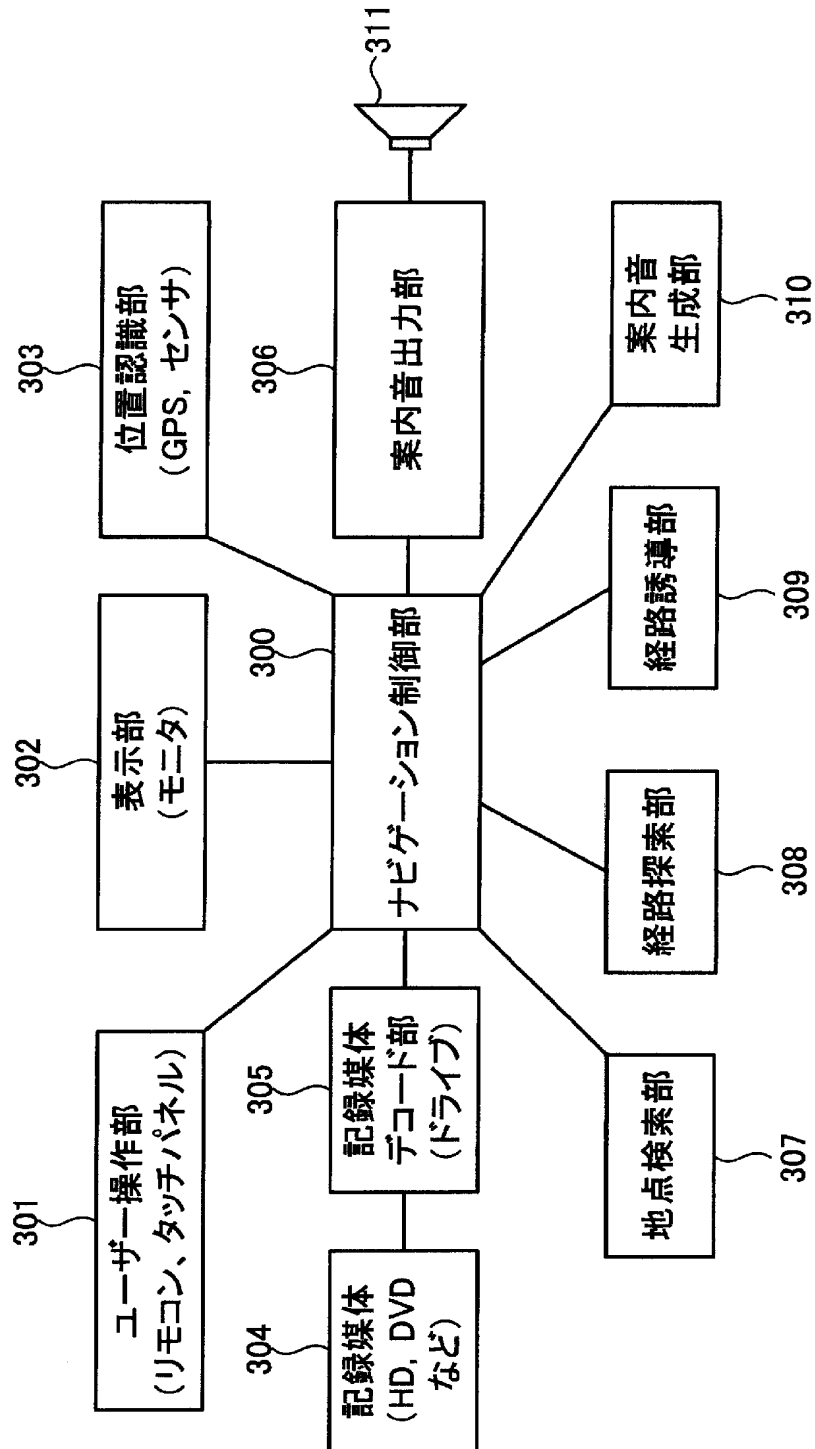 301
ユーザー操作部
(リモコン、タッチパネル)
302
表示部
(モニタ)
303
位置認識部
(GPS, センサ)
304
記録媒体
(HD, DVD
など)
305
記録媒体
デコード部
(ドライブ)
300
ナビゲーション制御部
306
案内音出力部
311
地点検索部
307
経路探索部
308
経路誘導部
309
案内音
生成部
310